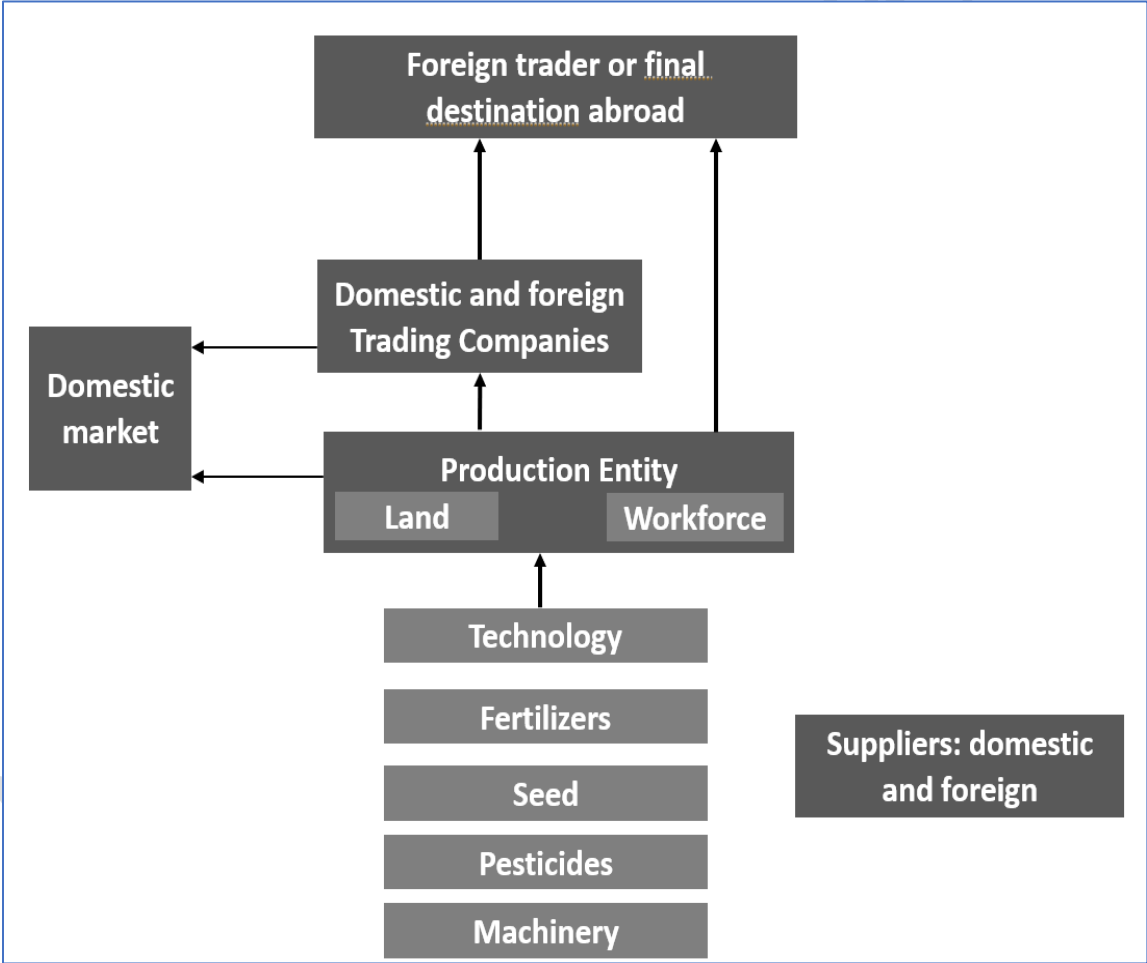 Foreign trader or final
destination abroad
Domestic and foreign
Trading Companies
Domestic
market
Production Entity
Land
Workforce
Technology
Fertilizers
Suppliers: domestic
and foreign
Seed
Pesticides
Machinery